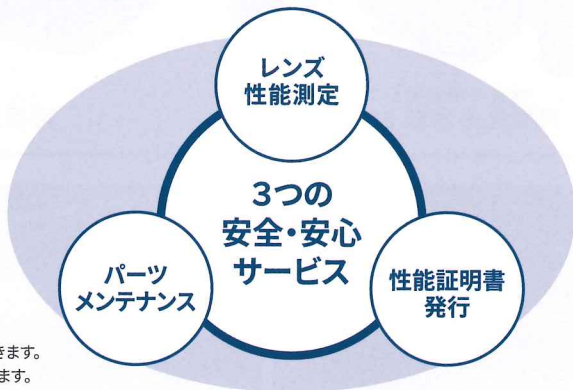 レンズ
性能測定
3つの
安全・安心
サービス
パーツ
メンテナンス
性能証明書
発行
きます。
ます。